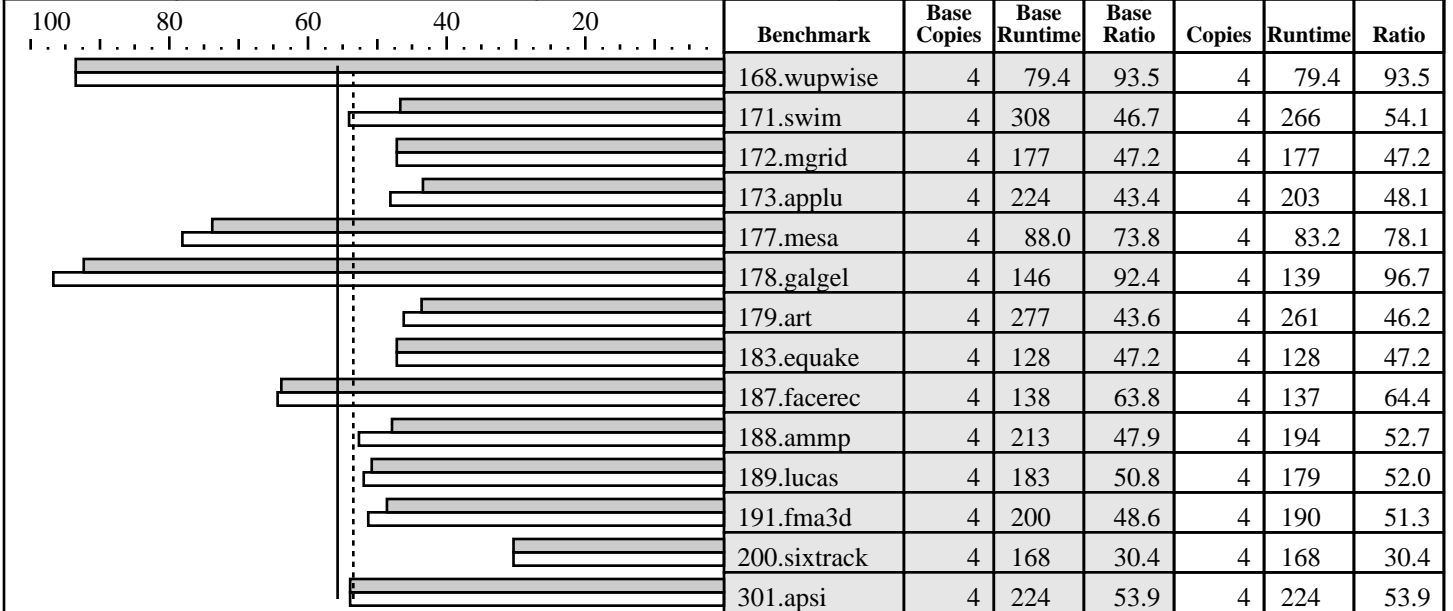 100 80 60 40 20
Benchmark Base Copies Base Runtime Base Ratio Copies Runtime Ratio
168.wupwise 4 79.4 93.5 4 79.4 93.5
171.swim 4 308 46.7 4 266 54.1
172.mgrid 4 177 47.2 4 177 47.2
173.applu 4 224 43.4 4 203 48.1
177.mesa 4 88.0 73.8 4 83.2 78.1
178.galgel 4 146 92.4 4 139 96.7
179.art 4 277 43.6 4 261 46.2
183.equake 4 128 47.2 4 128 47.2
187.facerec 4 138 63.8 4 137 64.4
188.ammp 4 213 47.9 4 194 52.7
189.lucas 4 183 50.8 4 179 52.0
191.fma3d 4 200 48.6 4 190 51.3
200.sixtrack 4 168 30.4 4 168 30.4
301.apsi 4 224 53.9 4 224 53.9